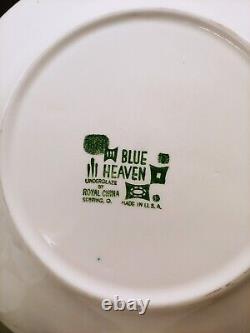 BLUE
HEAVEN
UNDERGLAZE
BY
ROYAL CHINA
SEBRING, O. MADE IN U.S.A.